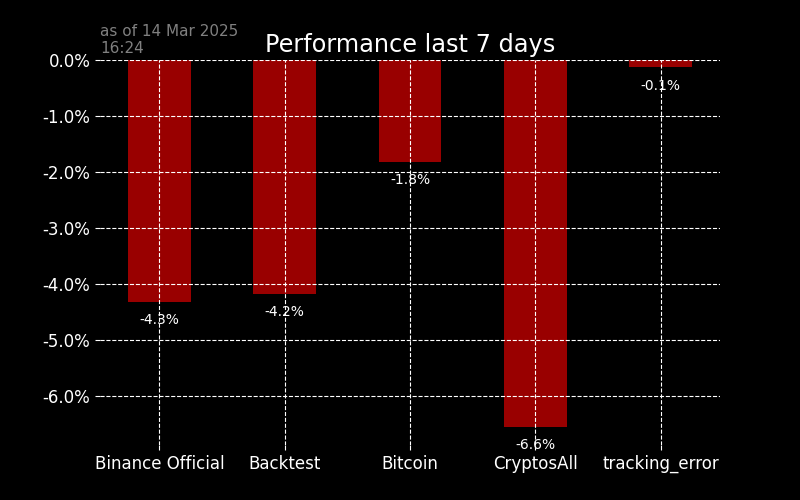 as of 14 Mar 2025
16:24
Performance last 7 days
0.0%
-1.0%
-2.0%
-3.0%
-4.0%
-5.0%
-6.0%
-4.3%
-4.2%
-1.8%
-6.6%
-0.1%
Binance Official
Backtest
Bitcoin
CryptosAll
tracking_error